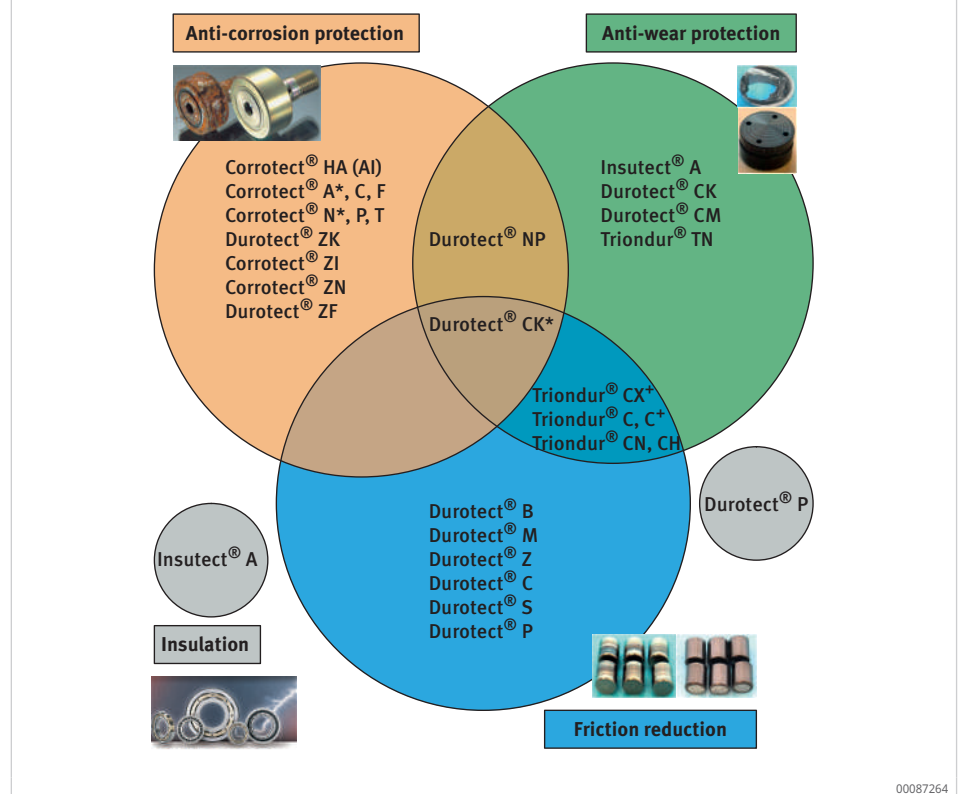 Anti-corrosion protection
Anti-wear protection
Corrotect® HA (AI)
Corrotect® A*, C, F
Corrotect® N*, P, T
Durotect® ZK
Corrotect® ZI
Corrotect® ZN
Durotect® ZF
Durotect® NP
Insutect® A
Durotect® CK
Durotect® CM
Triondur® TN
Durotect® CK*
Triondur® CX⁺
Triondur® C, C⁺
Triondur® CN, CH
Durotect® B
Durotect® M
Durotect® Z
Durotect® C
Durotect® S
Durotect® P
Durotect® P
Insutect® A
Insulation
Friction reduction
00087264